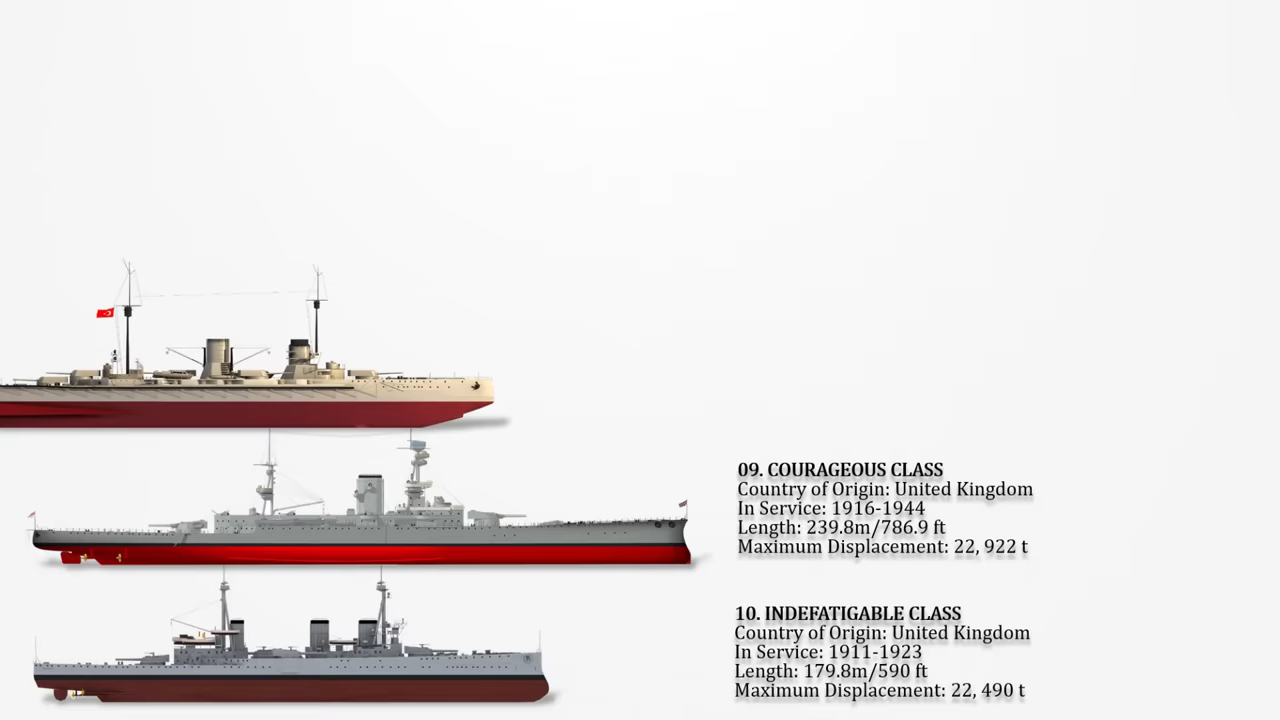 09. COURAGEOUS CLASS
Country of Origin: United Kingdom
In Service: 1916-1944
Length: 239.8m/786.9 ft
Maximum Displacement: 22, 922 t
10. INDEFATIGABLE CLASS
Country of Origin: United Kingdom
In Service: 1911-1923
Length: 179.8m/590 ft
Maximum Displacement: 22, 490 t